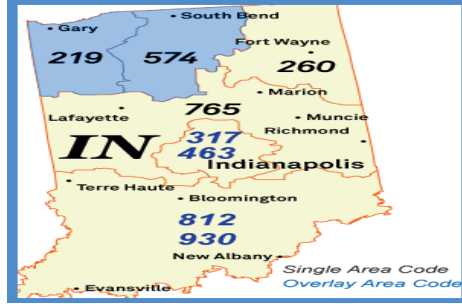 South Bend
Gary
Fort Wayne
219
574
260
Marion
765
Lafayette
Muncie
317
Richmond
IN
463
Indianapolis
Terre Haute
Bloomington
812
930
New Albany
Single Area Code
Overlay Area Code
Evansville